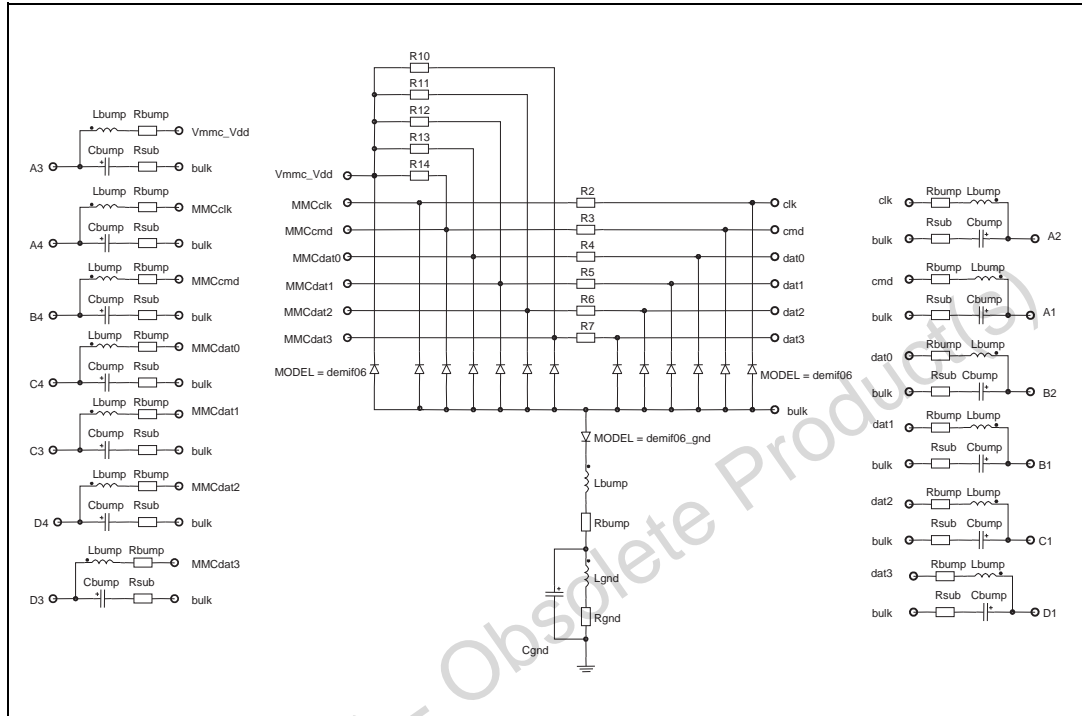 Lbump Rbump
Vmmc_Vdd
Cbump Rsub
A3
bulk
Lbump Rbump
MMCclk
Cbump Rsub
A4
bulk
Lbump Rbump
MMCcmd
Cbump Rsub
B4
bulk
Lbump Rbump
MMCdat0
Cbump Rsub
C4
bulk
Lbump Rbump
MMCdat1
Cbump Rsub
C3
bulk
Lbump Rbump
MMCdat2
Cbump Rsub
D4
bulk
Lbump Rbump
MMCdat3
Cbump Rsub
D3
bulk
R10
R11
R12
R13
R14
Vmmc_Vdd
R2
MMCclk
clk
R3
MMCcmd
cmd
R4
MMCdat0
dat0
R5
MMCdat1
dat1
R6
MMCdat2
dat2
R7
MMCdat3
dat3
MODEL = demif06
MODEL = demif06
bulk
MODEL = demif06_gnd
Lbump
Rbump
Lgnd
Rgnd
Cgnd
Rbump Lbump
clk
Rsub Cbump
bulk
A2
Rbump Lbump
cmd
Rsub Cbump
bulk
A1
Rbump Lbump
dat0
Rsub Cbump
bulk
B2
Rbump Lbump
dat1
Rsub Cbump
bulk
B1
Rbump Lbump
dat2
Rsub Cbump
bulk
C1
Rbump Lbump
dat3
Rsub Cbump
bulk
D1
- Obsolete Product(s)